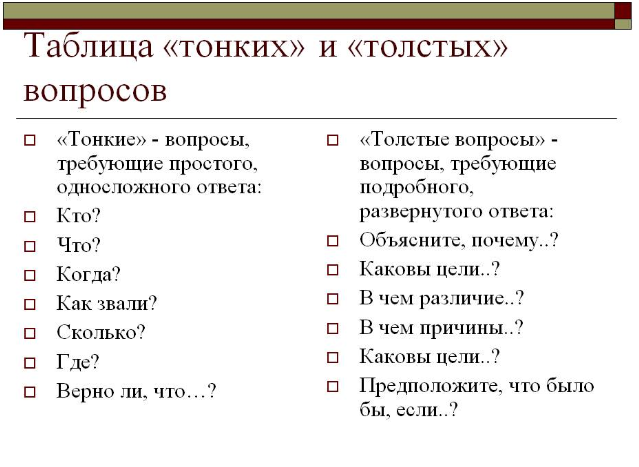 Таблица «тонких» и «толстых»
вопросов
«Тонкие» - вопросы,
требующие простого,
односложного ответа:
Кто?
Что?
Когда?
Как звали?
Сколько?
Где?
Верно ли, что…?
«Толстые вопросы» -
вопросы, требующие
подробного,
развернутого ответа:
Объясните, почему..?
Каковы цели..?
В чем различие..?
В чем причины..?
Каковы цели..?
Предположите, что было
бы, если..?